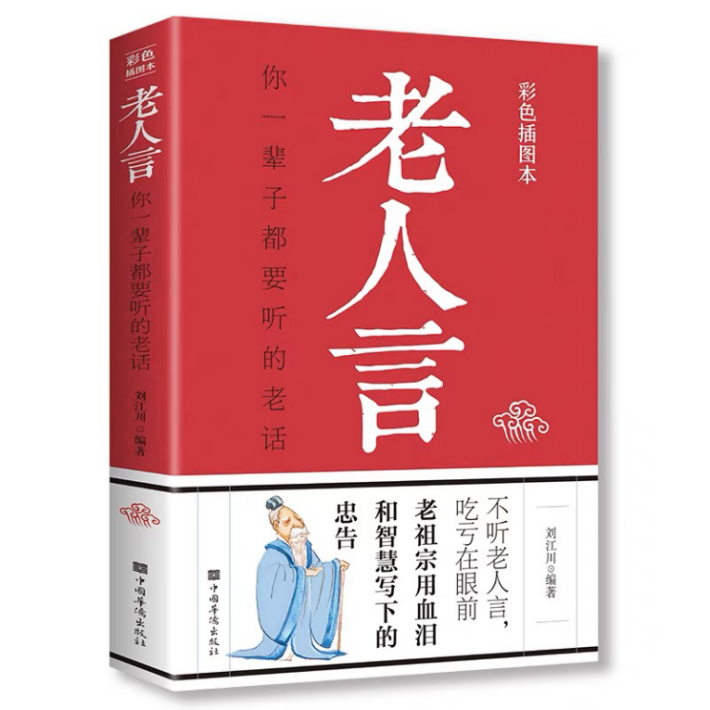 彩色
插图本
老人言
你一辈子都要听的老话
刘江川◎编著
中国华侨出版社
彩色插图本
老人言
你一辈子都要听的老话
不听老人言，
吃亏在眼前
老祖宗用血泪
和智慧写下的
忠告
刘江川◎编著
中国华侨出版社